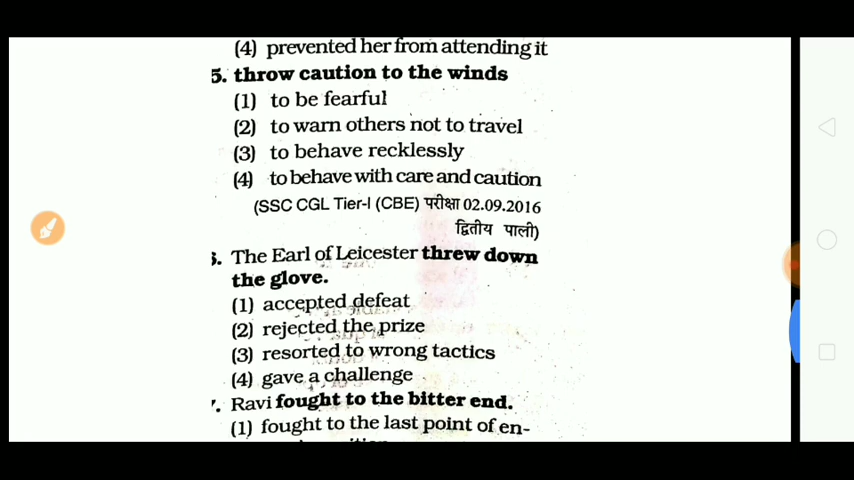 (4) prevented her from attending it
5. throw caution to the winds
(1) to be fearful
(2) to warn others not to travel
(3) to behave recklessly
(4) to behave with care and caution
(SSC CGL Tier-I (CBE) परीक्षा 02.09.2016
द्वितीय पाली)
The Earl of Leicester threw down
the glove.
(1) accepted defeat
(2) rejected the prize
(3) resorted to wrong tactics
(4) gave a challenge
Ravi fought to the bitter end.
(1) fought to the last point of en-